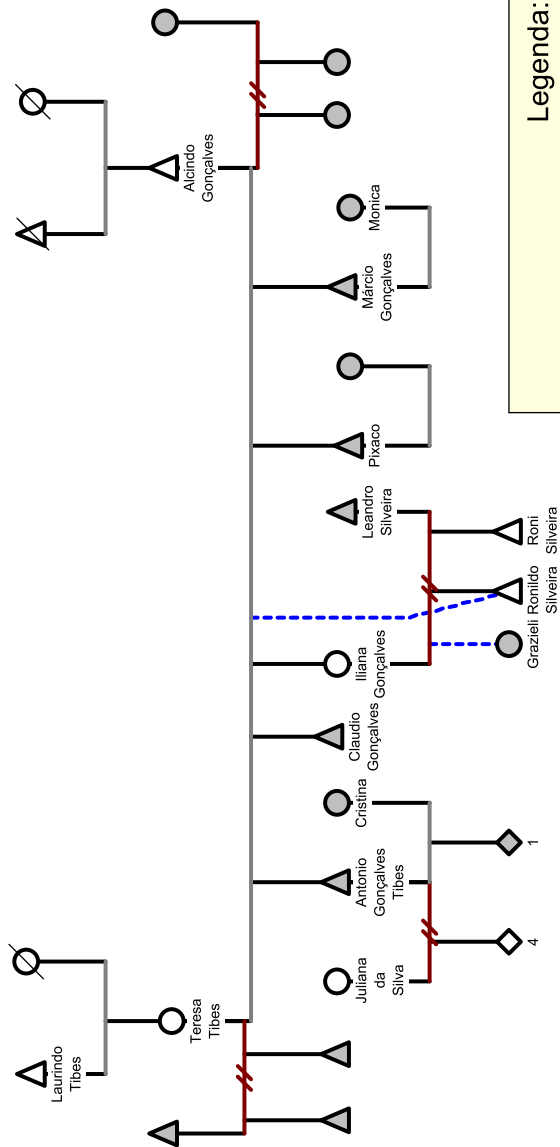 Legenda:
Alcindo
Gonçalves
Monica
Márcio
Gonçalves
Pixaco
Leandro
Silveira
Roni
Silveira
Ronildo
Silveira
Grazieli
Iliana
Gonçalves
Claudio
Gonçalves
Cristina
Antonio
Gonçalves
Tibes
1
Juliana
da
Silva
4
Teresa
Tibes
Laurindo
Tibes